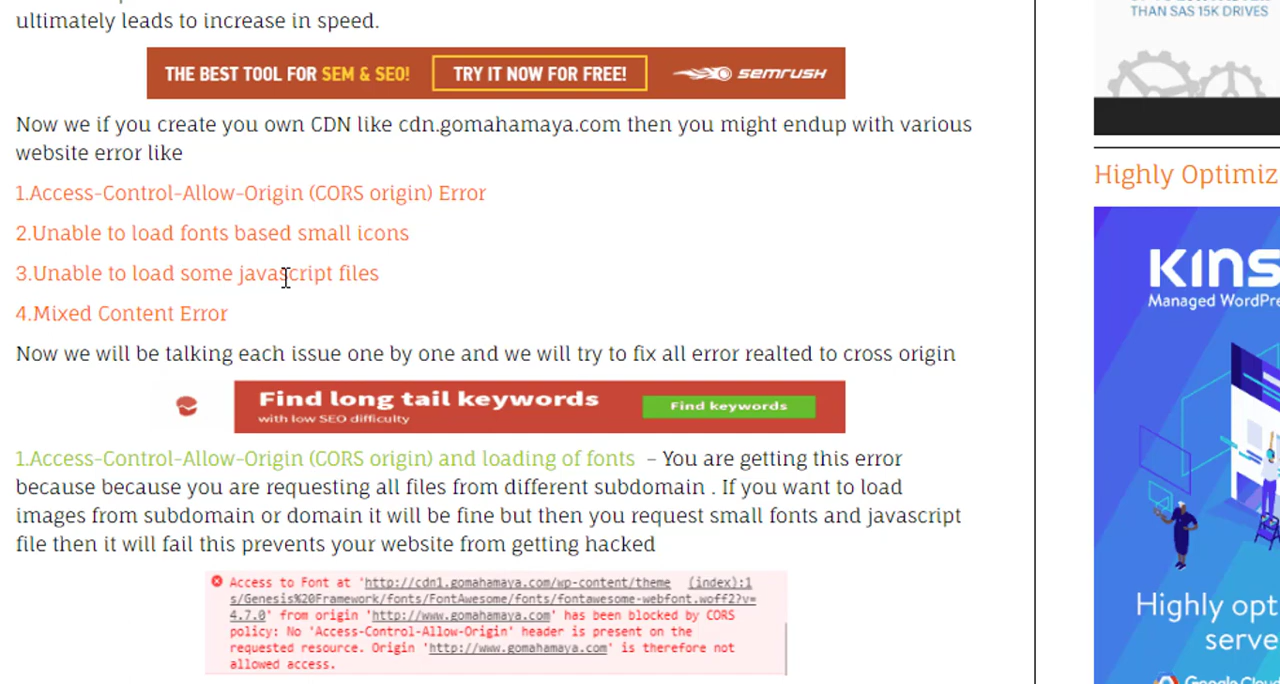 ultimately leads to increase in speed.
THE BEST TOOL FOR SEM & SEO! TRY IT NOW FOR FREE! semrush
Now we if you create you own CDN like cdn.gomahamaya.com then you might endup with various
website error like
1.Access-Control-Allow-Origin (CORS origin) Error
2.Unable to load fonts based small icons
3.Unable to load some javascript files
4.Mixed Content Error
Now we will be talking each issue one by one and we will try to fix all error realted to cross origin
Find long tail keywords
with low SEO difficulty
Find keywords
1.Access-Control-Allow-Origin (CORS origin) and loading of fonts – You are getting this error
because because you are requesting all files from different subdomain . If you want to load
images from subdomain or domain it will be fine but then you request small fonts and javascript
file then it will fail this prevents your website from getting hacked
Access to Font at 'http://cdn1.gomahamaya.com/wp-content/theme (index):1
s/Genesis%20Framework/fonts/FontAwesome/fonts/fontawesome-webfont.woff2?v=
4.7.0' from origin 'http://www.gomahamaya.com' has been blocked by CORS
policy: No 'Access-Control-Allow-Origin' header is present on the
requested resource. Origin 'http://www.gomahamaya.com' is therefore not
allowed access.
THAN SAS 15K DRIVES
Highly Optimiz
KINS
Managed WordPre
Highly opt
serve
Google Cloud